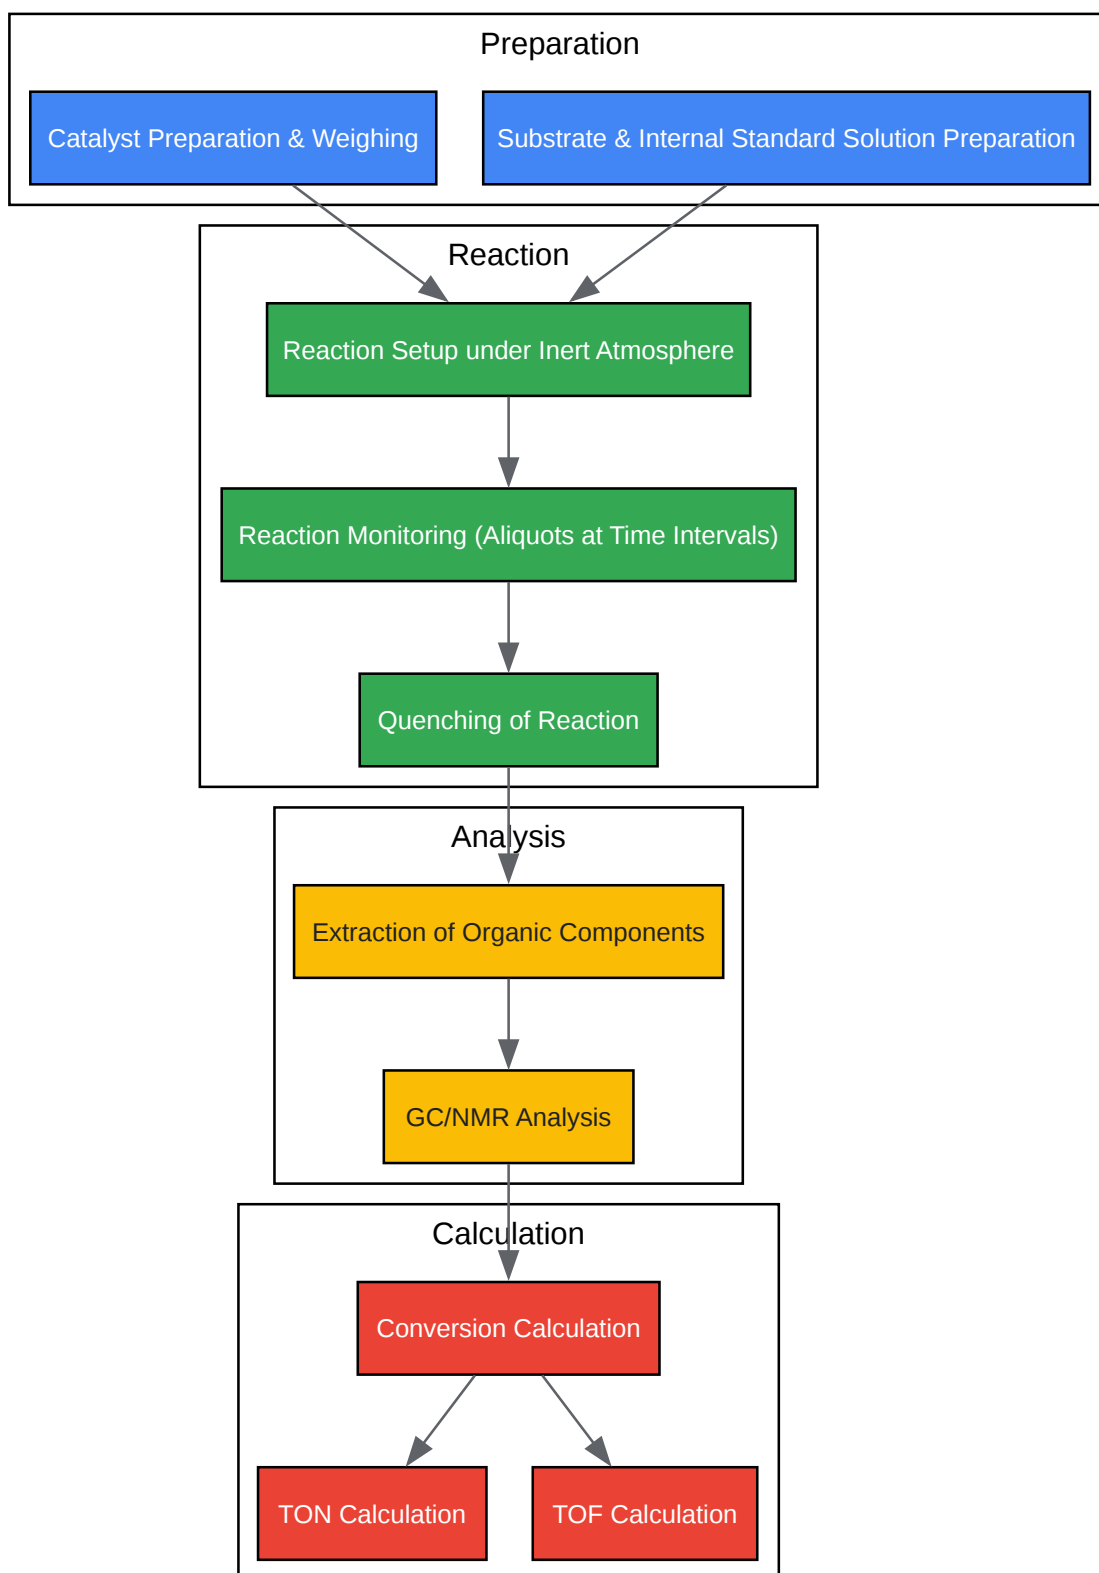 Preparation
Catalyst Preparation & Weighing
Substrate & Internal Standard Solution Preparation
Reaction
Reaction Setup under Inert Atmosphere
Reaction Monitoring (Aliquots at Time Intervals)
Quenching of Reaction
Analysis
Extraction of Organic Components
GC/NMR Analysis
Calculation
Conversion Calculation
TON Calculation
TOF Calculation